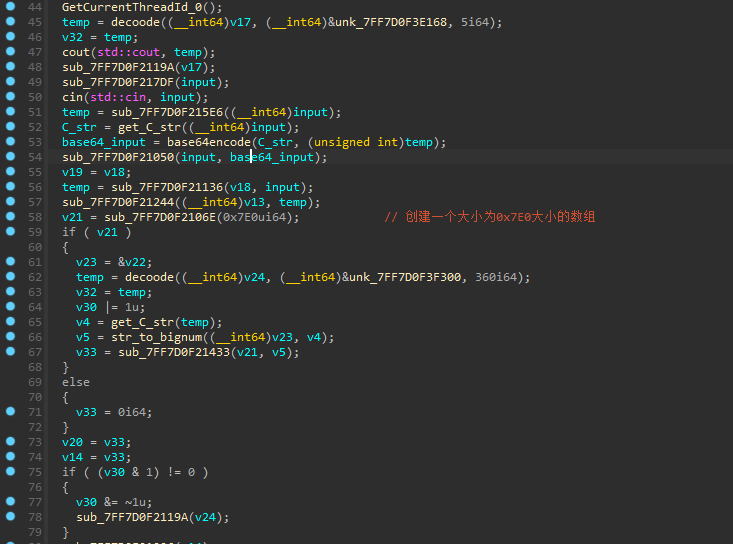 44 GetCurrentThreadId_0();
45 temp = decoode((__int64)v17, (__int64)&unk_7FF7D0F3E168, 5i64);
46 v32 = temp;
47 cout(std::cout, temp);
48 sub_7FF7D0F2119A(v17);
49 sub_7FF7D0F217DF(input);
50 cin(std::cin, input);
51 temp = sub_7FF7D0F215E6((__int64)input);
52 C_str = get_C_str((__int64)input);
53 base64_input = base64encode(C_str, (unsigned int)temp);
54 sub_7FF7D0F21050(input, base64_input);
55 v19 = v18;
56 temp = sub_7FF7D0F21136(v18, input);
57 sub_7FF7D0F21244((__int64)v13, temp);
58 v21 = sub_7FF7D0F2106E(0x7E0ui64); // 创建一个大小为0x7E0大小的数组
59 if ( v21 )
60 {
61 v23 = &v22;
62 temp = decoode((__int64)v24, (__int64)&unk_7FF7D0F3F300, 360i64);
63 v32 = temp;
64 v30 |= 1u;
65 v4 = get_C_str(temp);
66 v5 = str_to_bignum((__int64)v23, v4);
67 v33 = sub_7FF7D0F21433(v21, v5);
68 }
69 else
70 {
71 v33 = 0i64;
72 }
73 v20 = v33;
74 v14 = v33;
75 if ( (v30 & 1) != 0 )
76 {
77 v30 &= ~1u;
78 sub_7FF7D0F2119A(v24);
79 }